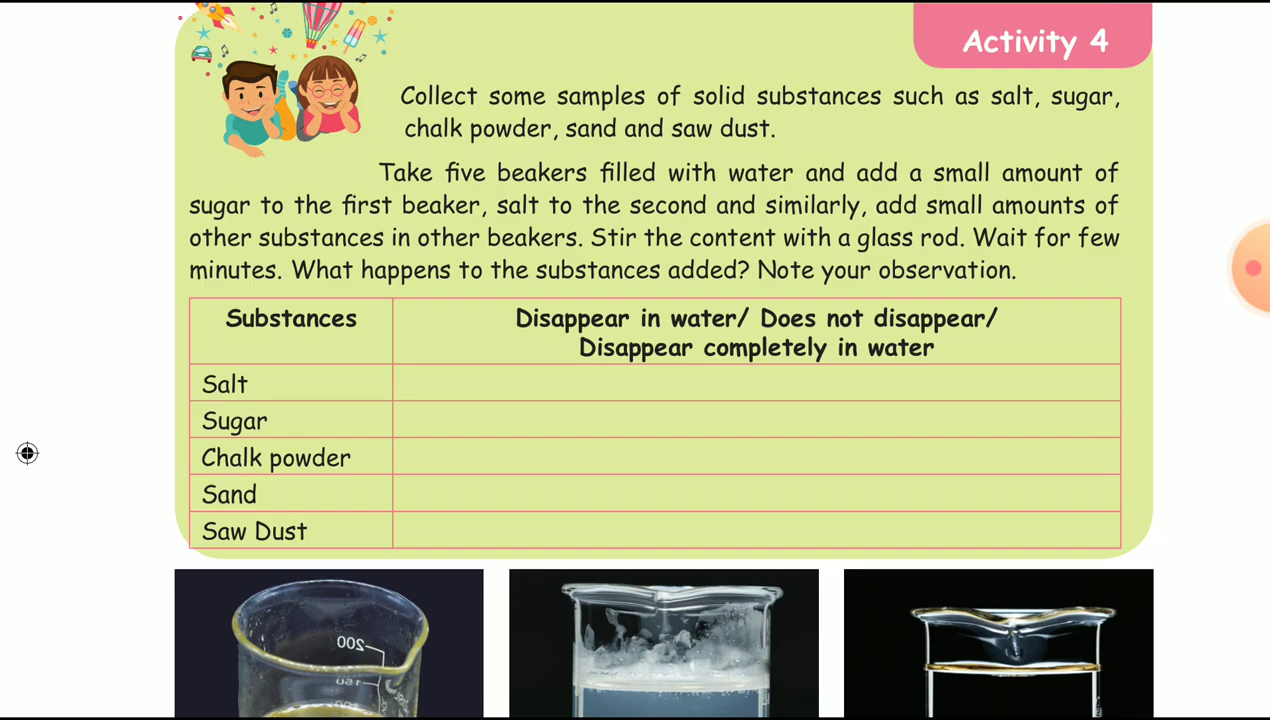 Activity 4
Collect some samples of solid substances such as salt, sugar,
chalk powder, sand and saw dust.
Take five beakers filled with water and add a small amount of
sugar to the first beaker, salt to the second and similarly, add small amounts of
other substances in other beakers. Stir the content with a glass rod. Wait for few
minutes. What happens to the substances added? Note your observation.
Substances
Disappear in water/ Does not disappear/
Disappear completely in water
Salt
Sugar
Chalk powder
Sand
Saw Dust
200